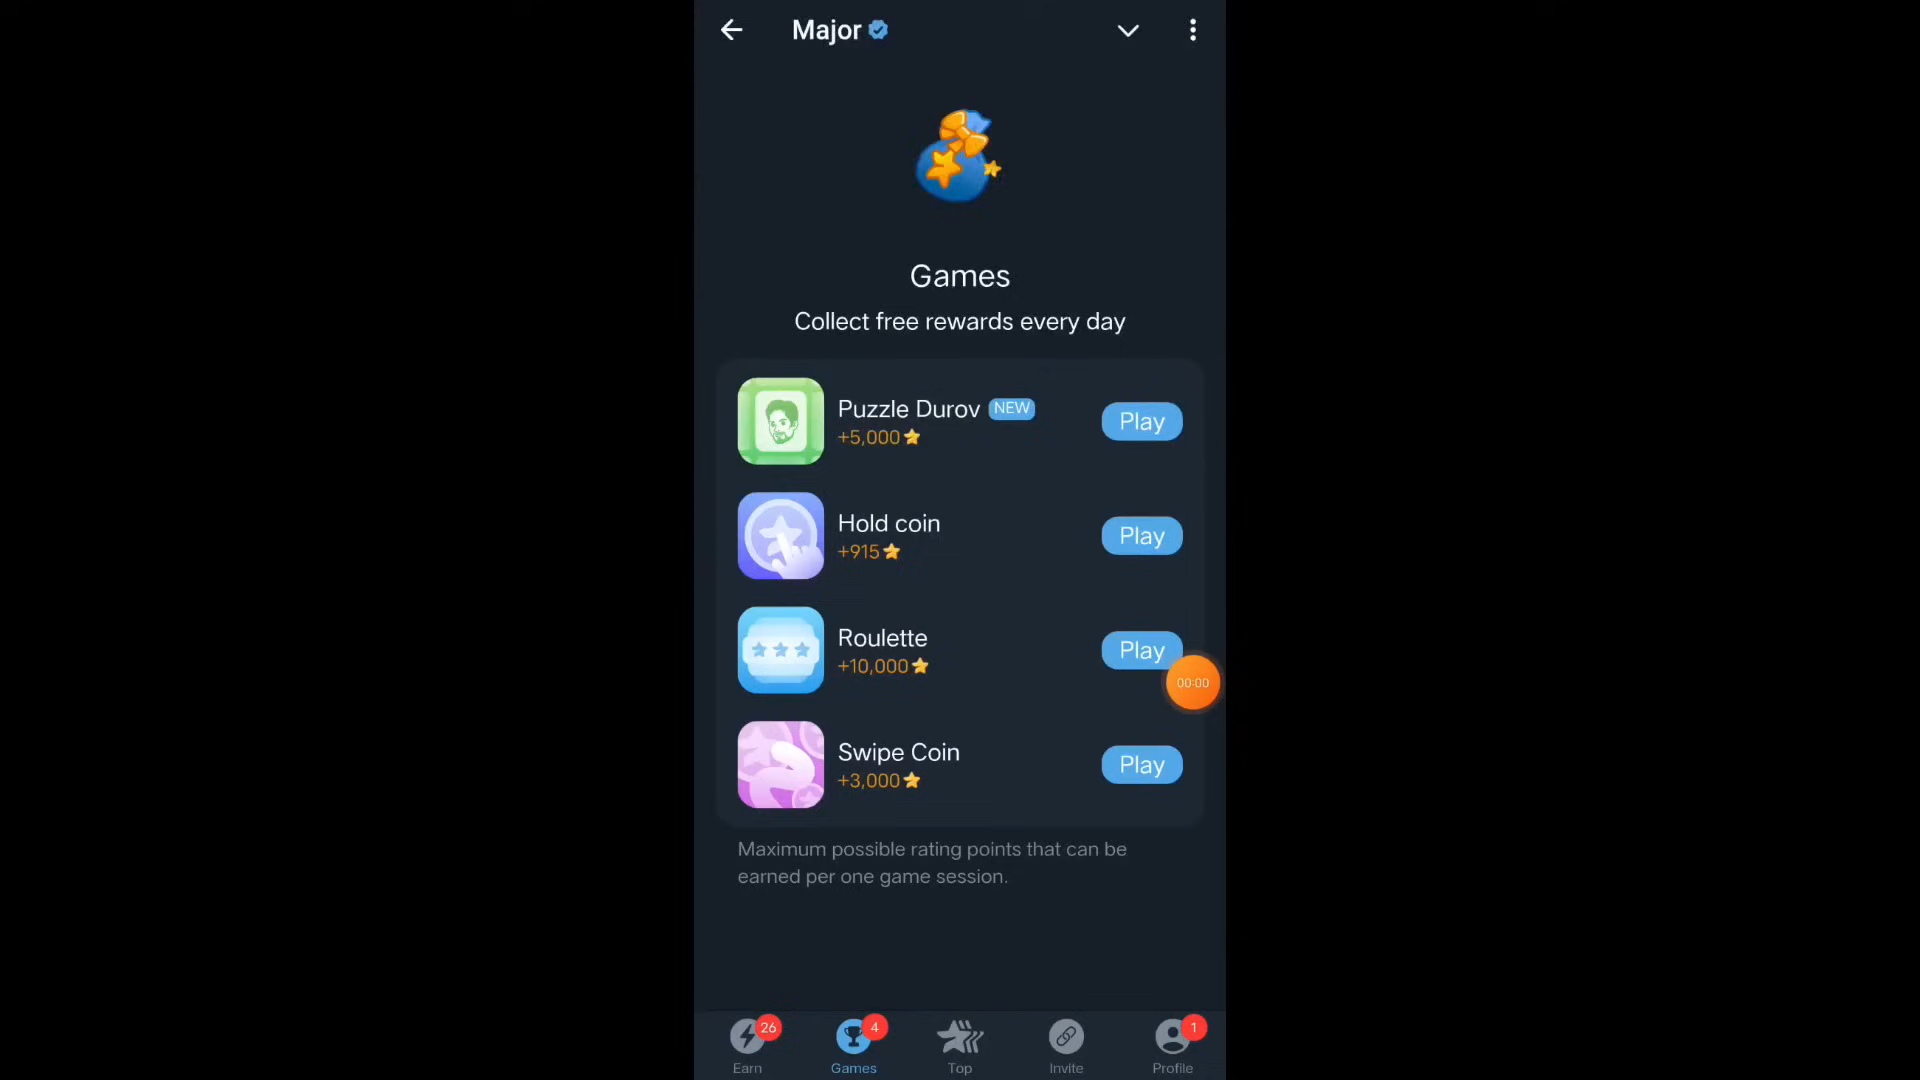 Major
Games
Collect free rewards every day
Puzzle Durov NEW
+5,000
Play
Hold coin
+915
Play
Roulette
+10,000
Play
00:00
Swipe Coin
+3,000
Play
Maximum possible rating points that can be
earned per one game session.
26
4
1
Earn
Games
Top
Invite
Profile